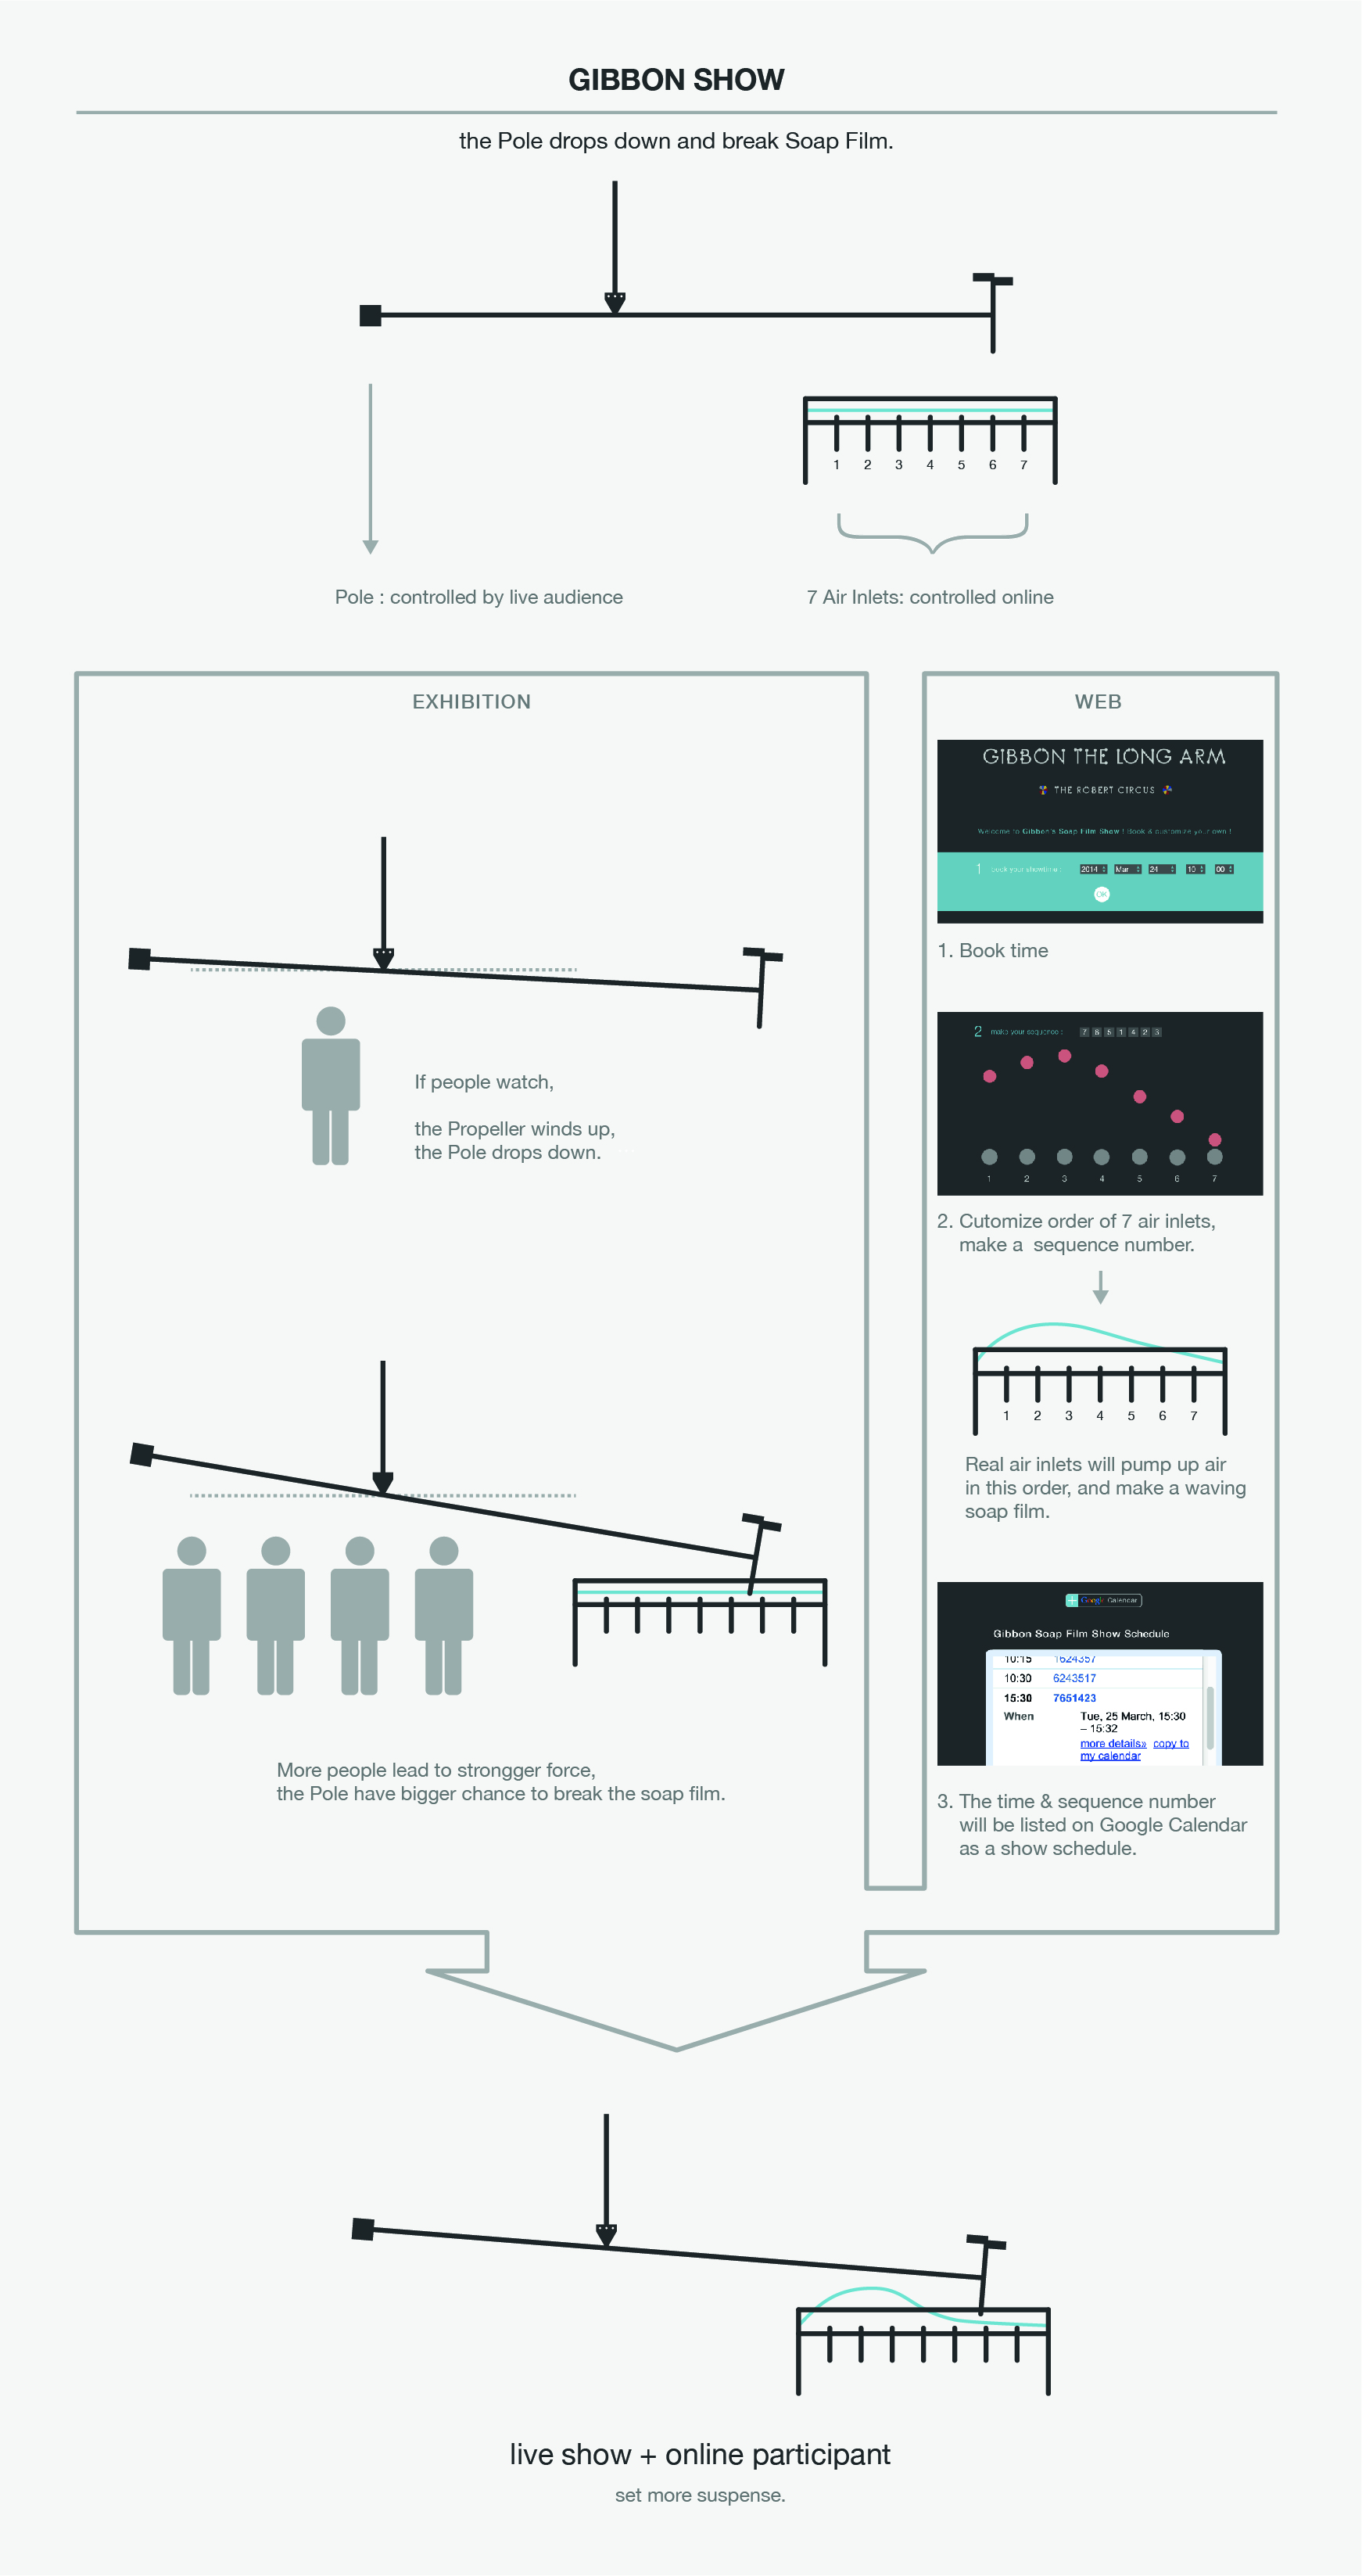 GIBBON SHOW
the Pole drops down and break Soap Film.
1 2 3 4 5 6 7
Pole : controlled by live audience
7 Air Inlets: controlled online
EXHIBITION
If people watch,
the Propeller winds up,
the Pole drops down.
More people lead to strongger force,
the Pole have bigger chance to break the soap film.
WEB
GIBBON THE LONG ARM
THE ROBERT CIRCUS
Welcome to Gibbon's Soap Film Show ! Book & customize your own !
1 book your showtime : 2014 Mar 24 10 00
OK
1. Book time
2 make your sequence : 7 6 5 1 4 2 3
1 2 3 4 5 6 7
2. Cutomize order of 7 air inlets,
make a sequence number.
1 2 3 4 5 6 7
Real air inlets will pump up air
in this order, and make a waving
soap film.
Google Calendar
Gibbon Soap Film Show Schedule
10:15 1624357
10:30 6243517
15:30 7651423
When Tue, 25 March, 15:30
– 15:32
more details» copy to
my calendar
3. The time & sequence number
will be listed on Google Calendar
as a show schedule.
live show + online participant
set more suspense.